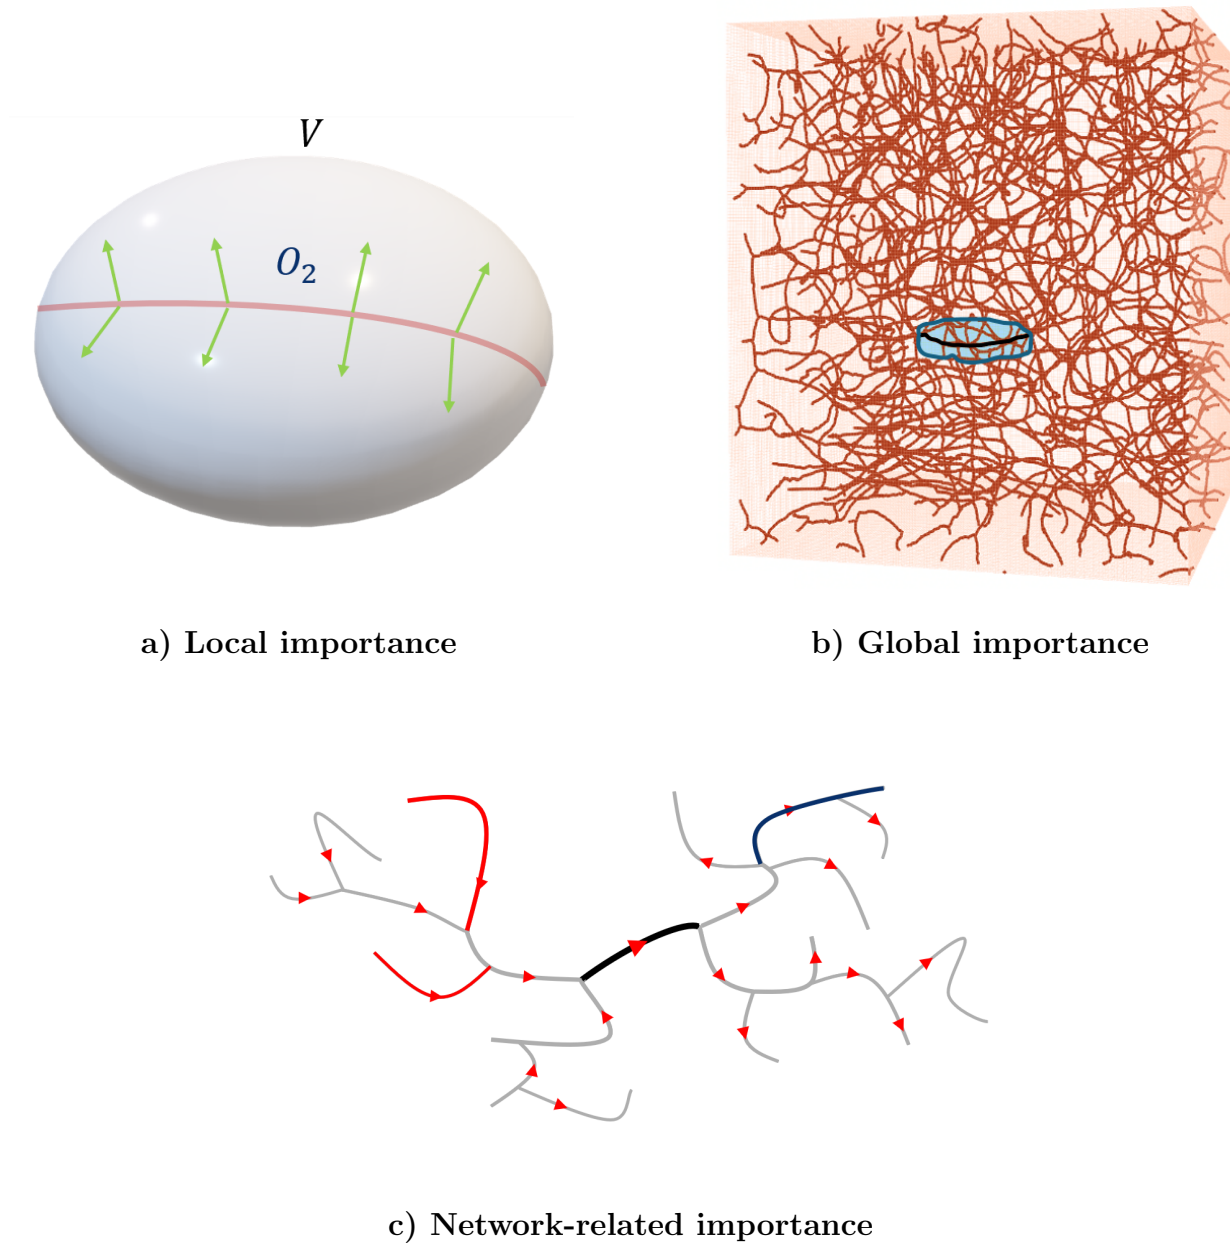 V
O₂
a) Local importance
b) Global importance
c) Network-related importance